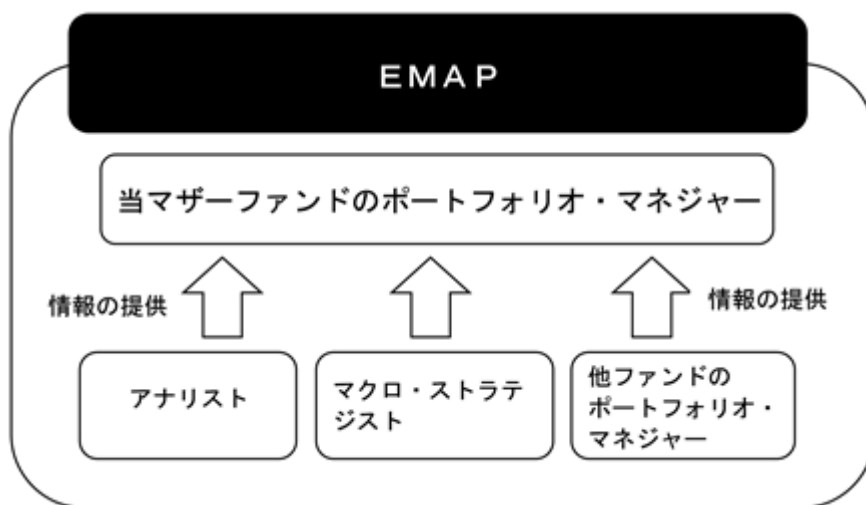 ＥＭＡＰ
当マザーファンドのポートフォリオ・マネジャー
情報の提供
情報の提供
アナリスト
マクロ・ストラテ
ジスト
他ファンドの
ポートフォリオ・
マネジャー